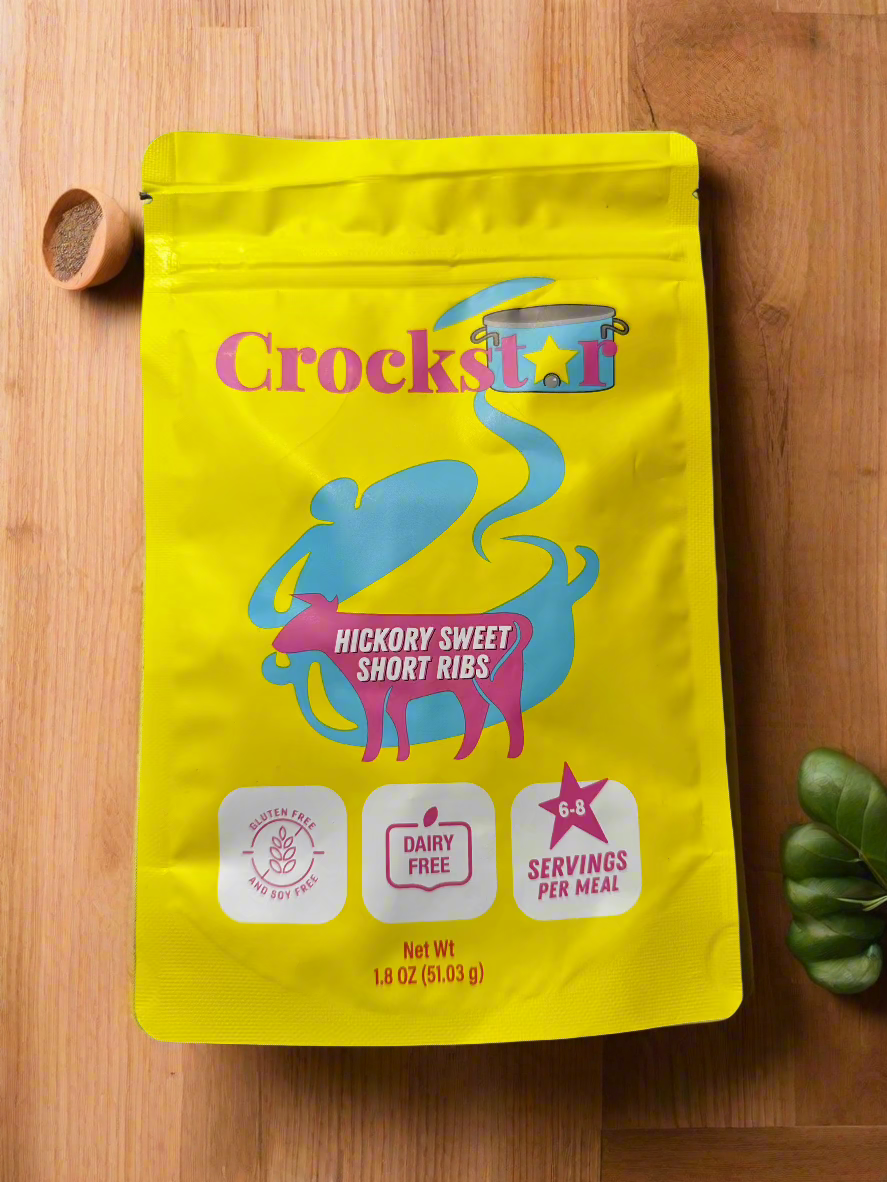 Crockstar
HICKORY SWEET
SHORT RIBS
GLUTEN FREE
AND SOY FREE
DAIRY
FREE
6-8
SERVINGS
PER MEAL
Net Wt
1.8 OZ (51.03 g)